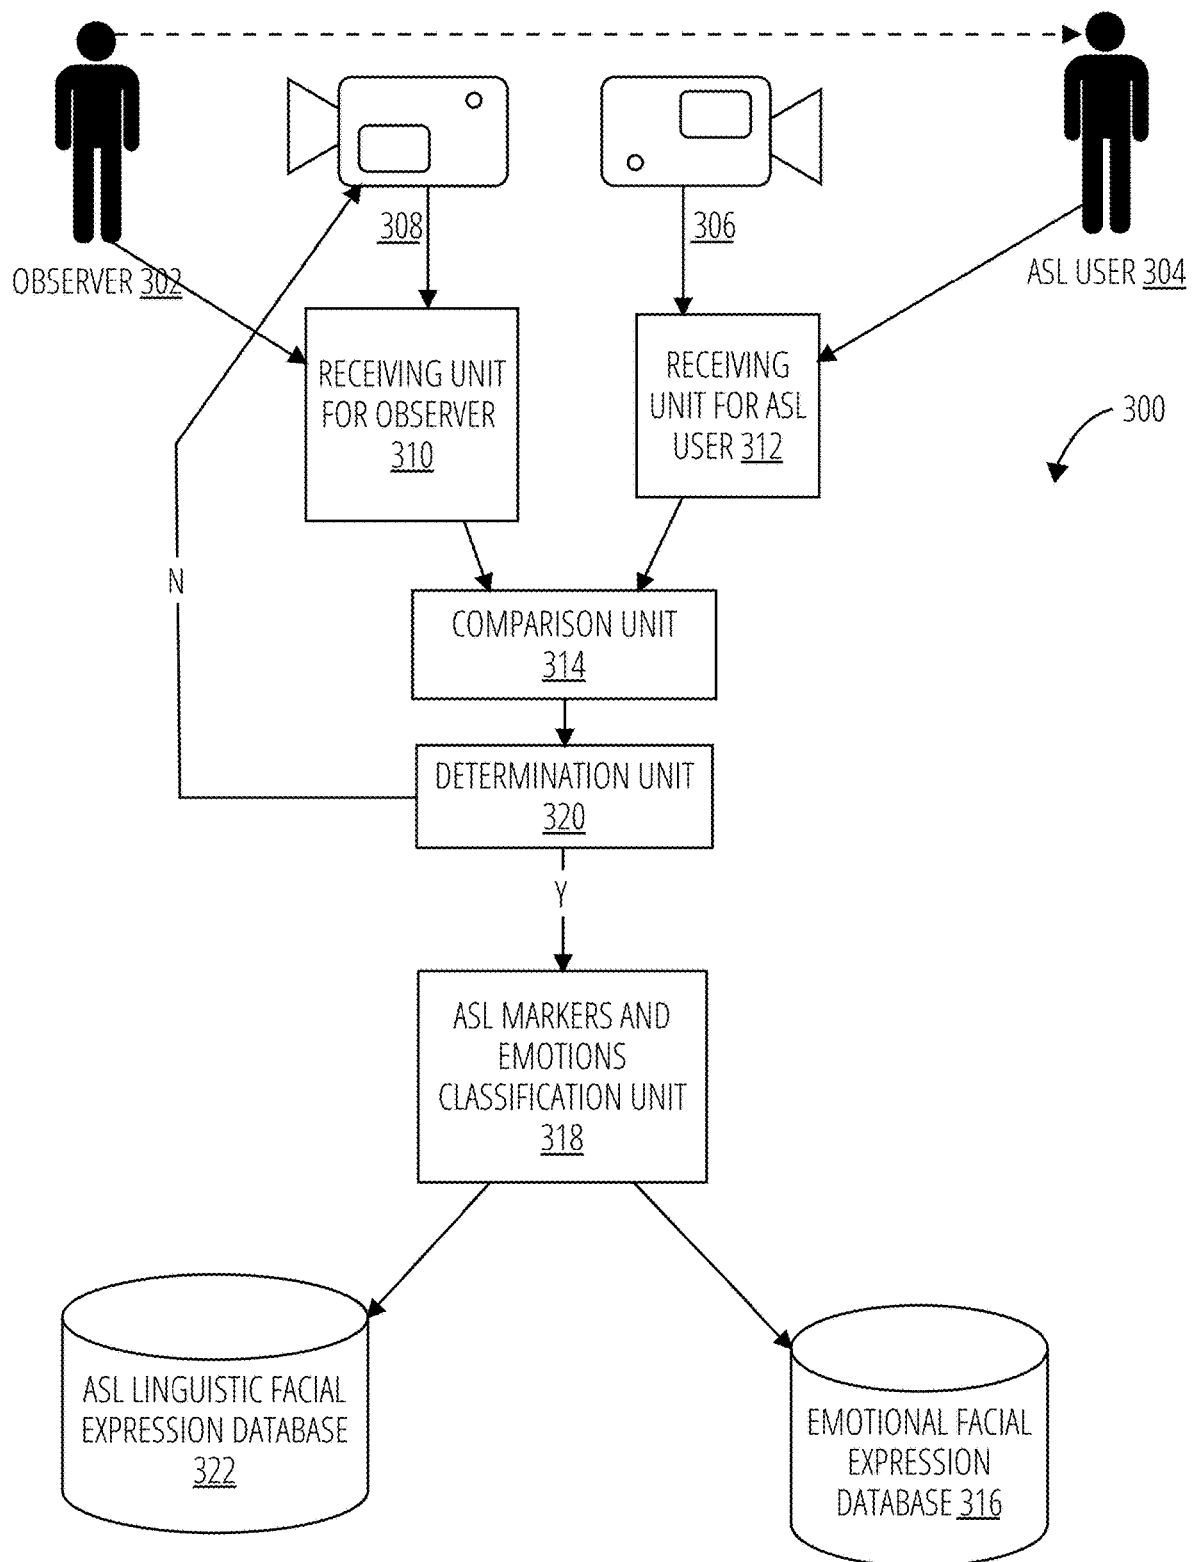 308
306
OBSERVER 302
ASL USER 304
RECEIVING UNIT
FOR OBSERVER
310
RECEIVING
UNIT FOR ASL
USER 312
300
N
COMPARISON UNIT
314
DETERMINATION UNIT
320
Y
ASL MARKERS AND
EMOTIONS
CLASSIFICATION UNIT
318
ASL LINGUISTIC FACIAL
EXPRESSION DATABASE
322
EMOTIONAL FACIAL
EXPRESSION
DATABASE 316